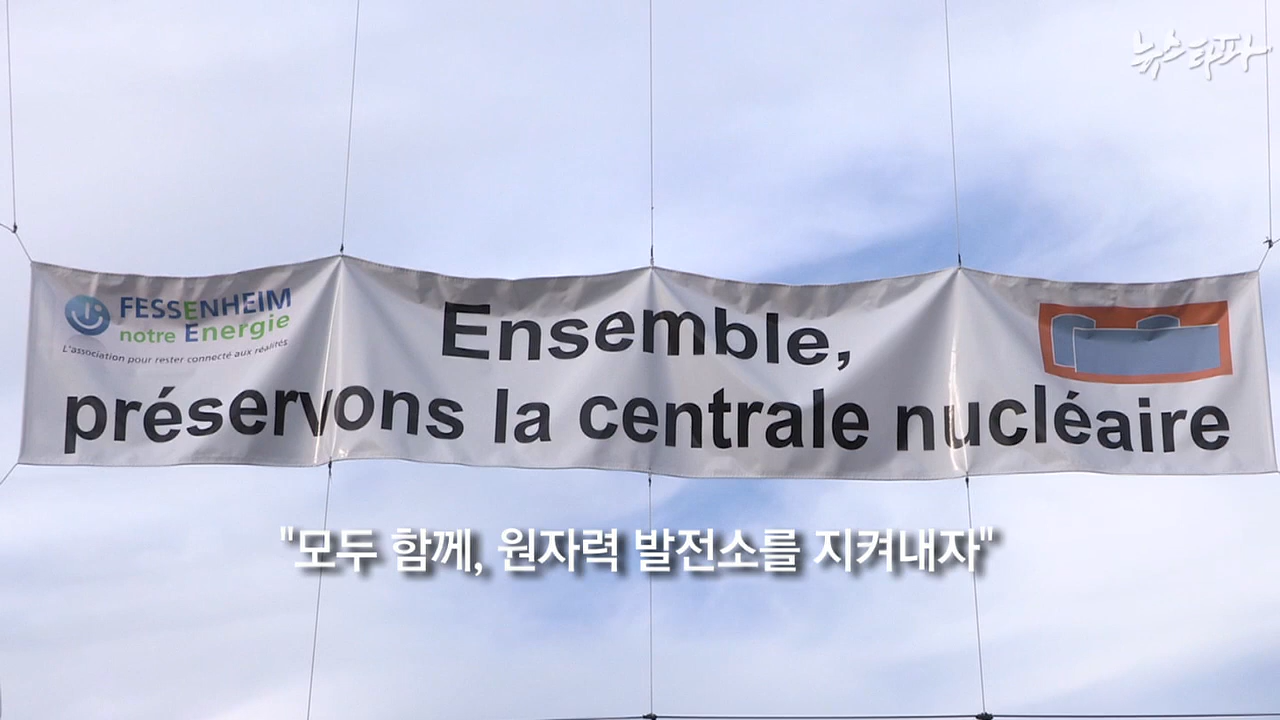 뉴스타파
FESSENHEIM
notre Energie
L'association pour rester connecté aux réalités
Ensemble,
préservons la centrale nucléaire
"모두 함께, 원자력 발전소를 지켜내자"